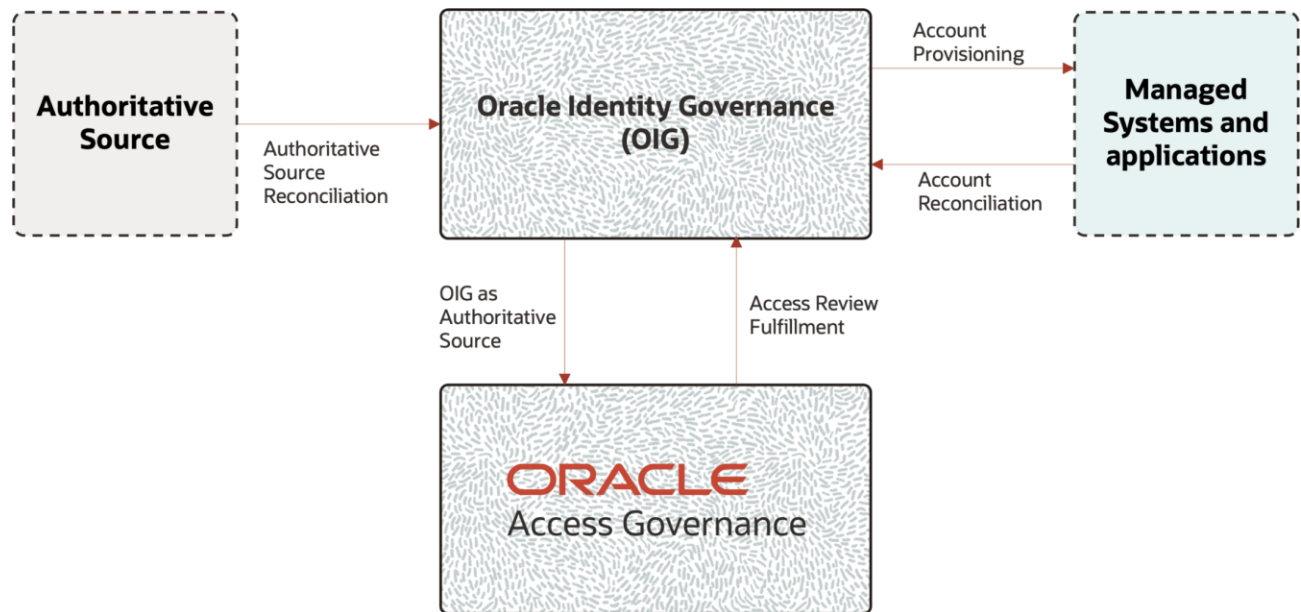 Authoritative
Source
Authoritative
Source
Reconciliation
Oracle Identity Governance
(OIG)
Account
Provisioning
Account
Reconciliation
Managed
Systems and
applications
OIG as
Authoritative
Source
Access Review
Fulfillment
ORACLE
Access Governance